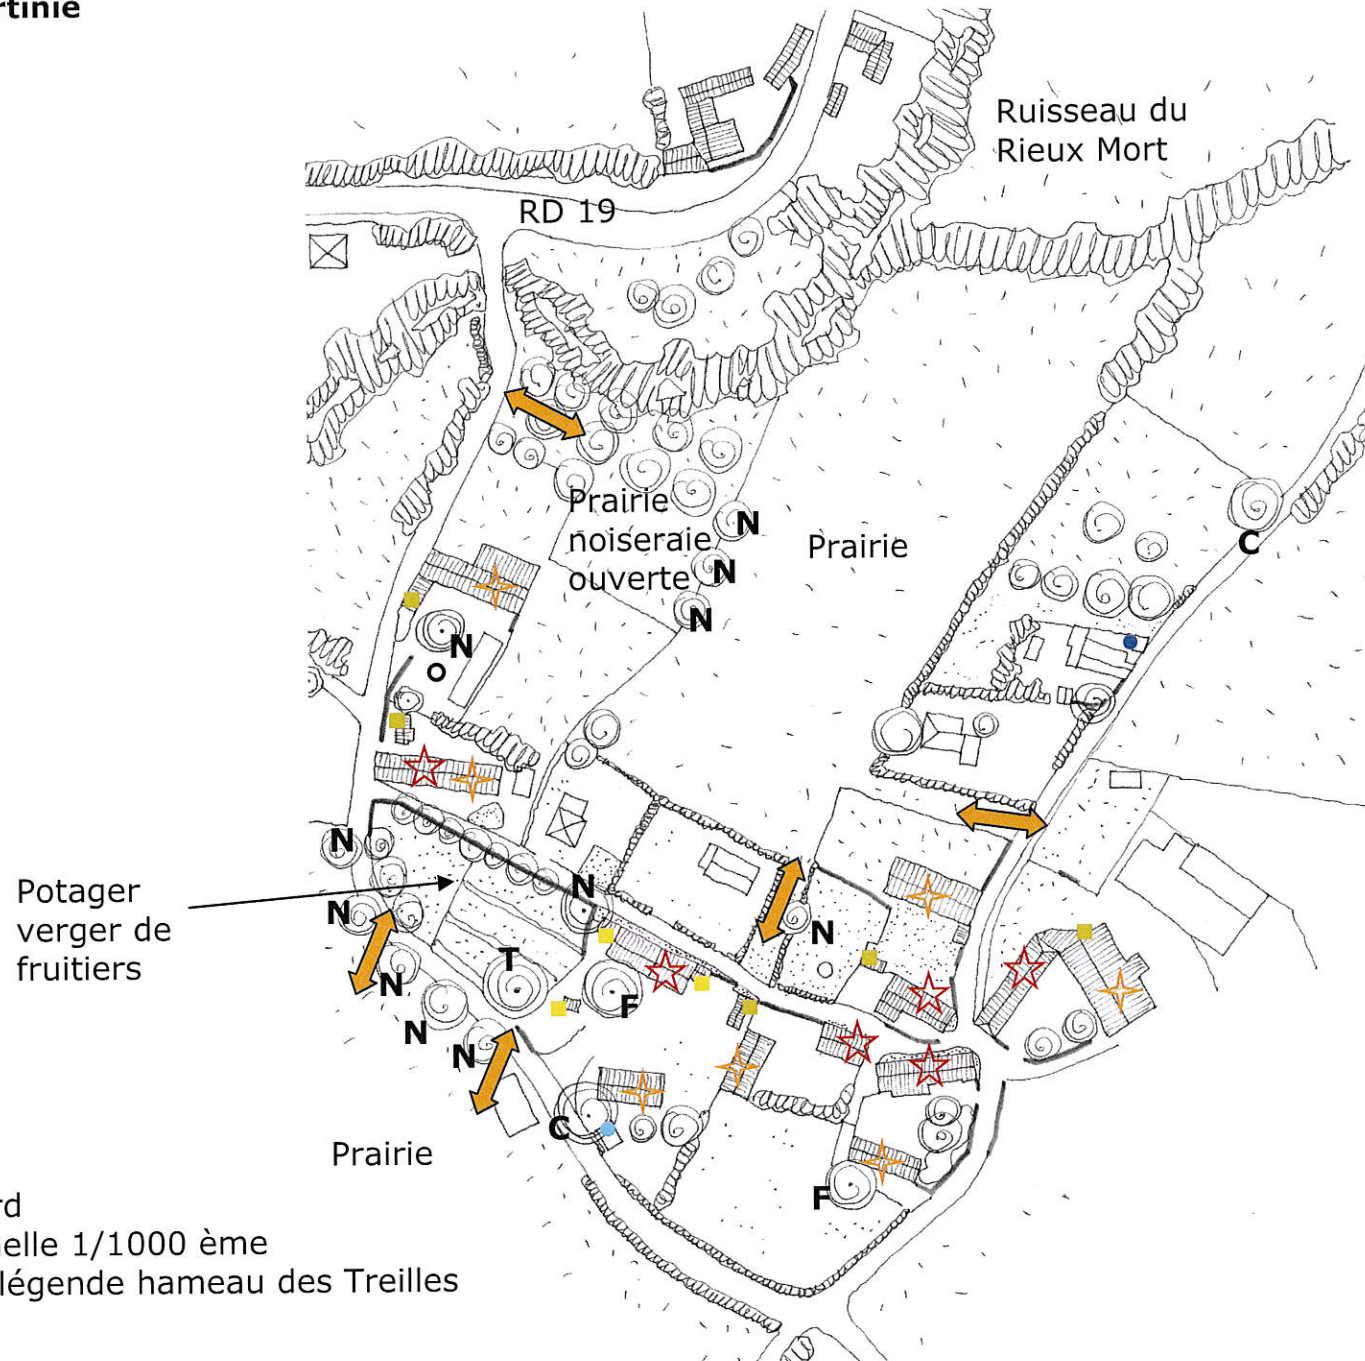 rtinie
Ruisseau du
Rieux Mort
RD 19
Prairie
noiseraie
ouverte
N
N
N
Prairie
C
N
N
N
N
N
N
N
N
T
F
C
F
Potager
verger de
fruitiers
Prairie
rd
elle 1/1000 ème
légende hameau des Treilles